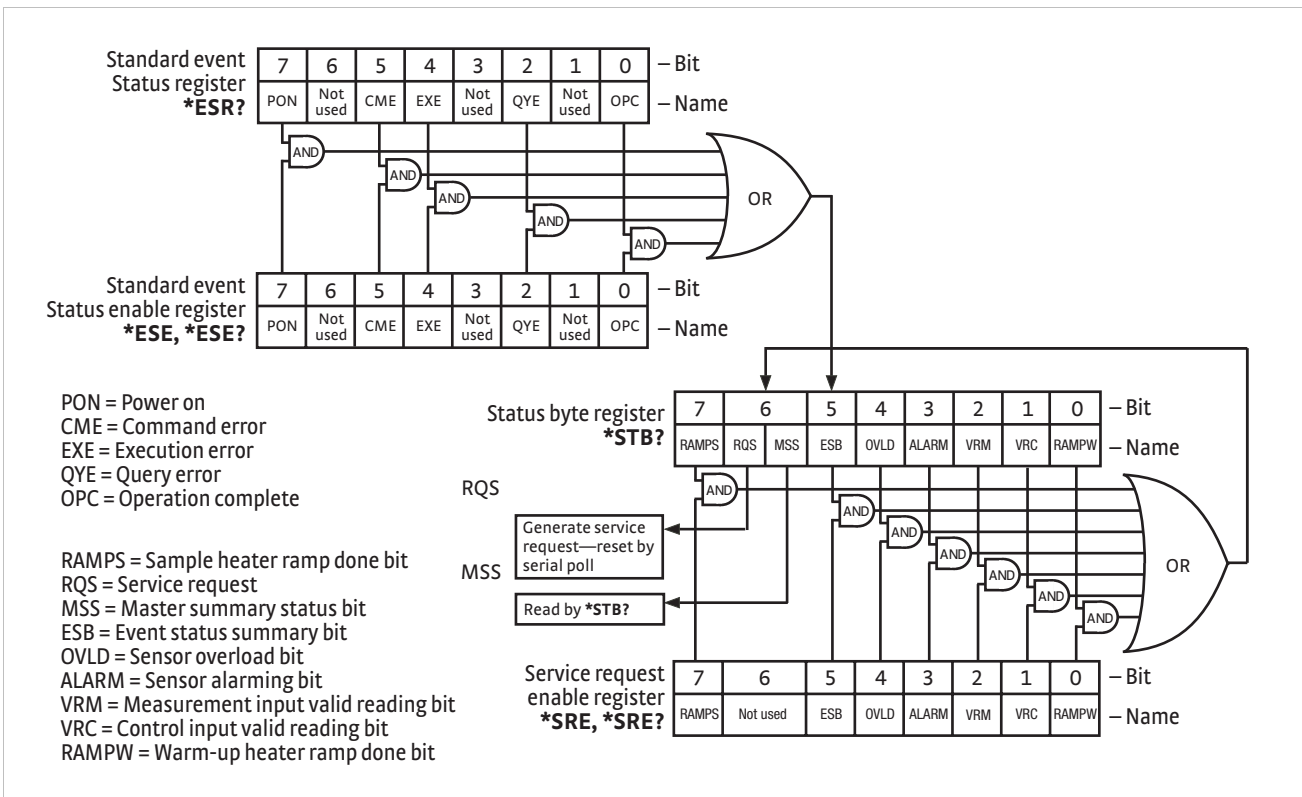 Standard event
Status register
*ESR?
7 6 5 4 3 2 1 0 – Bit
PON Not used CME EXE Not used QYE Not used OPC – Name
AND
AND
AND
AND
AND
OR
Standard event
Status enable register
*ESE, *ESE?
7 6 5 4 3 2 1 0 – Bit
PON Not used CME EXE Not used QYE Not used OPC – Name
PON = Power on
CME = Command error
EXE = Execution error
QYE = Query error
OPC = Operation complete
Status byte register
*STB?
7 6 5 4 3 2 1 0 – Bit
RAMPS RQS MSS ESB OVLD ALARM VRM VRC RAMPW – Name
AND
AND
AND
AND
AND
AND
AND
OR
RQS
Generate service
request—reset by
serial poll
MSS
Read by *STB?
RAMPS = Sample heater ramp done bit
RQS = Service request
MSS = Master summary status bit
ESB = Event status summary bit
OVLD = Sensor overload bit
ALARM = Sensor alarming bit
VRM = Measurement input valid reading bit
VRC = Control input valid reading bit
RAMPW = Warm-up heater ramp done bit
Service request
enable register
*SRE, *SRE?
7 6 5 4 3 2 1 0 – Bit
RAMPS Not used ESB OVLD ALARM VRM VRC RAMPW – Name